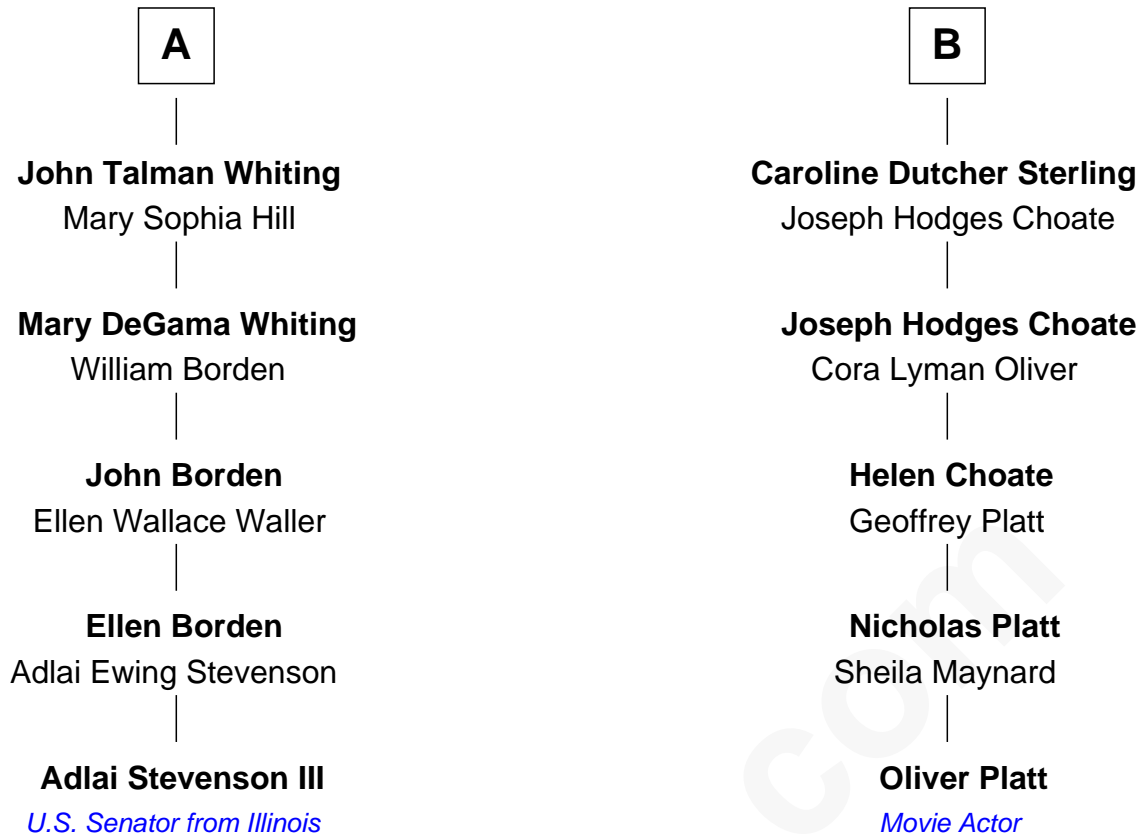 A
John Talman Whiting
Mary Sophia Hill
Mary DeGama Whiting
William Borden
John Borden
Ellen Wallace Waller
Ellen Borden
Adlai Ewing Stevenson
Adlai Stevenson III
U.S. Senator from Illinois
B
Caroline Dutcher Sterling
Joseph Hodges Choate
Joseph Hodges Choate
Cora Lyman Oliver
Helen Choate
Geoffrey Platt
Nicholas Platt
Sheila Maynard
Oliver Platt
Movie Actor
com